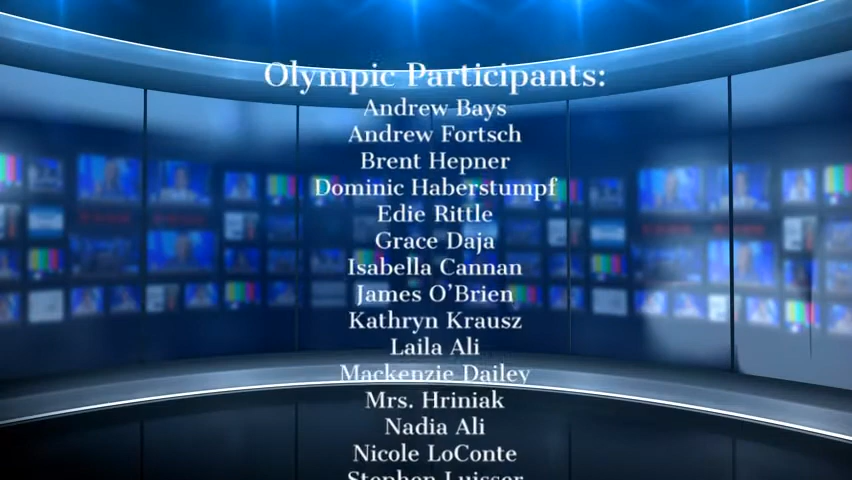 Olympic Participants:
Andrew Bays
Andrew Fortsch
Brent Hepner
Dominic Haberstumpf
Edie Rittle
Grace Daja
Isabella Cannan
James O'Brien
Kathryn Krausz
Laila Ali
Mackenzie Dailey
Mrs. Hriniak
Nadia Ali
Nicole LoConte
Stephen